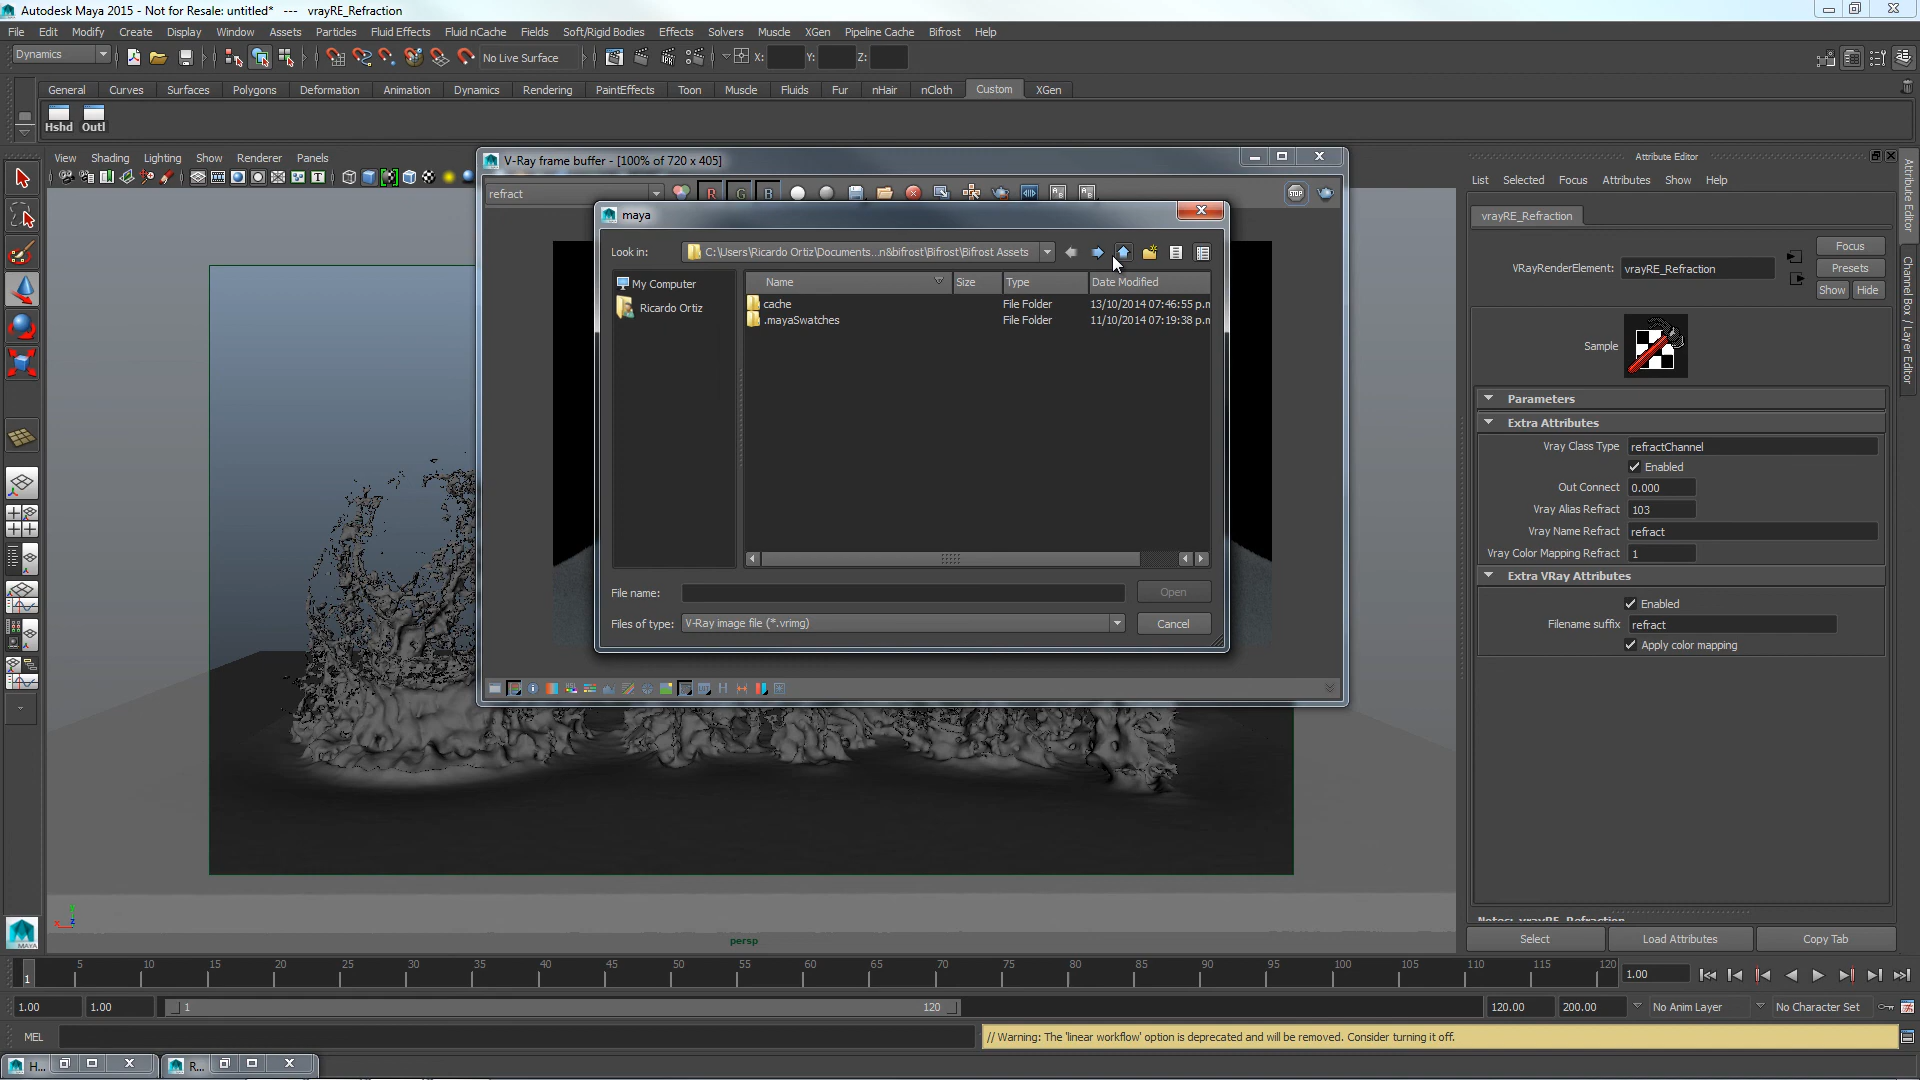 Autodesk Maya 2015 - Not for Resale: untitled* --- vrayRE_Refraction
File Edit Modify Create Display Window Assets Particles Fluid Effects Fluid nCache Fields Soft/Rigid Bodies Effects Solvers Muscle XGen Pipeline Cache Bifrost Help
Dynamics No Live Surface X: Y: Z:
General Curves Surfaces Polygons Deformation Animation Dynamics Rendering PaintEffects Toon Muscle Fluids Fur nHair nCloth Custom XGen
Hshd Outl
View Shading Lighting Show Renderer Panels
V-Ray frame buffer - [100% of 720 x 405]
refract R G B
STOP
maya
Look in: C:\Users\Ricardo Ortiz\Documents...n&bifrost\Bifrost\Bifrost Assets
My Computer
Ricardo Ortiz
Name Size Type Date Modified
cache File Folder 13/10/2014 07:46:55 p.n
.mayaSwatches File Folder 11/10/2014 07:19:38 p.n
File name: Open
Files of type: V-Ray image file (*.vrimg) Cancel
Attribute Editor
List Selected Focus Attributes Show Help
vrayRE_Refraction
VRayRenderElement: vrayRE_Refraction
Focus
Presets
Show Hide
Sample
Parameters
Extra Attributes
Vray Class Type refractChannel
Enabled
Out Connect 0.000
Vray Alias Refract 103
Vray Name Refract refract
Vray Color Mapping Refract 1
Extra VRay Attributes
Enabled
Filename suffix refract
Apply color mapping
Notes: vrayRE_Refraction
Select Load Attributes Copy Tab
Attribute Editor
Channel Box / Layer Editor
MAYA
persp
1 5 10 15 20 25 30 35 40 45 50 55 60 65 70 75 80 85 90 95 100 105 110 115 120 1.00
1.00 1.00 1 120 120.00 200.00 No Anim Layer No Character Set
MEL // Warning: The 'linear workflow' option is deprecated and will be removed. Consider turning it off.
H... R...